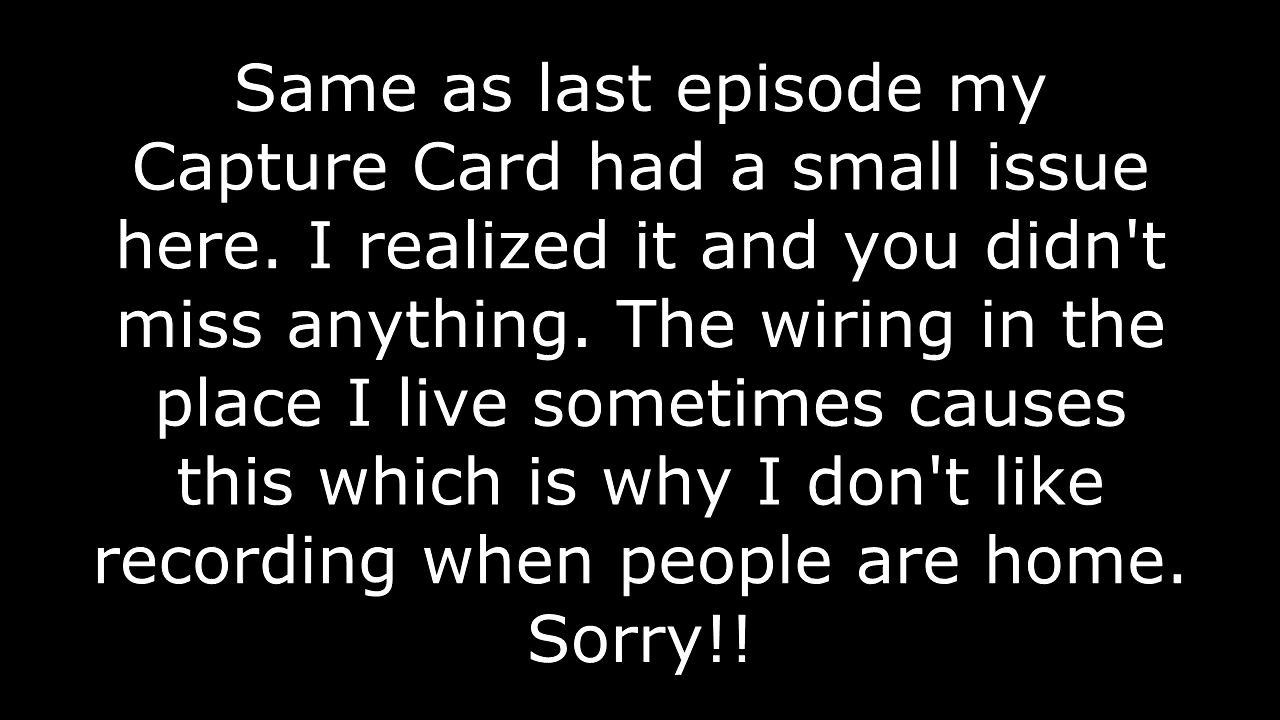 Same as last episode my
Capture Card had a small issue
here. I realized it and you didn't
miss anything. The wiring in the
place I live sometimes causes
this which is why I don't like
recording when people are home.
Sorry!!